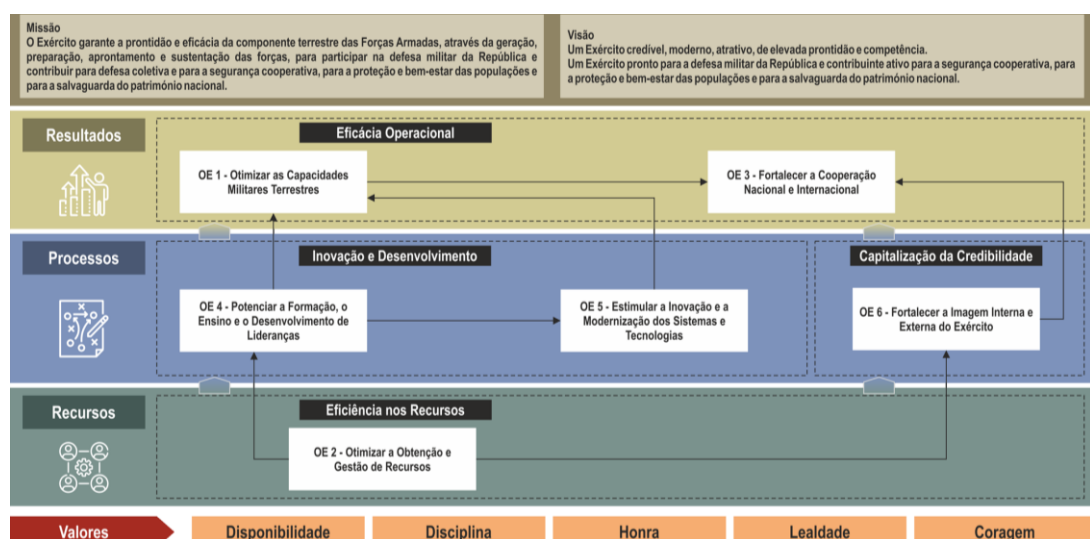 Missão
O Exército garante a prontidão e eficácia da componente terrestre das Forças Armadas, através da geração,
preparação, aprontamento e sustentação das forças, para participar na defesa militar da República e
contribuir para defesa coletiva e para a segurança cooperativa, para a proteção e bem-estar das populações e
para a salvaguarda do património nacional.
Visão
Um Exército credível, moderno, atrativo, de elevada prontidão e competência.
Um Exército pronto para a defesa militar da República e contribuinte ativo para a segurança cooperativa, para
a proteção e bem-estar das populações e para a salvaguarda do património nacional.
Resultados
Eficácia Operacional
OE 1 - Otimizar as Capacidades
Militares Terrestres
OE 3 - Fortalecer a Cooperação
Nacional e Internacional
Processos
Inovação e Desenvolvimento
Capitalização da Credibilidade
OE 4 - Potenciar a Formação, o
Ensino e o Desenvolvimento de
Lideranças
OE 5 - Estimular a Inovação e a
Modernização dos Sistemas e
Tecnologias
OE 6 - Fortalecer a Imagem Interna e
Externa do Exército
Recursos
Eficiência nos Recursos
OE 2 - Otimizar a Obtenção e
Gestão de Recursos
Valores
Disponibilidade
Disciplina
Honra
Lealdade
Coragem